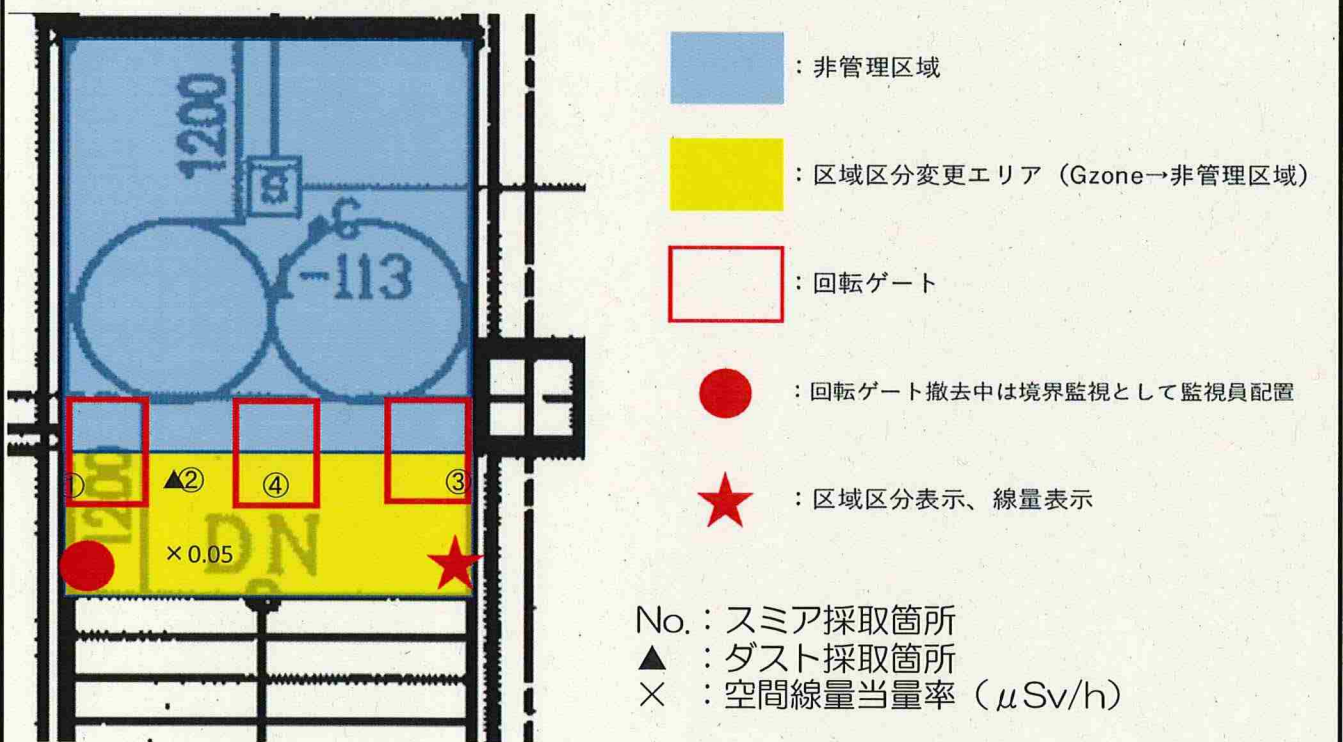 1200
S
C
1-113
①
▲②
④
③
1200
DN
×0.05
：非管理区域
：区域区分変更エリア（Gzone→非管理区域）
：回転ゲート
：回転ゲート撤去中は境界監視として監視員配置
：区域区分表示、線量表示
No.：スミア採取箇所
▲　：ダスト採取箇所
×　：空間線量当量率（μSv/h）